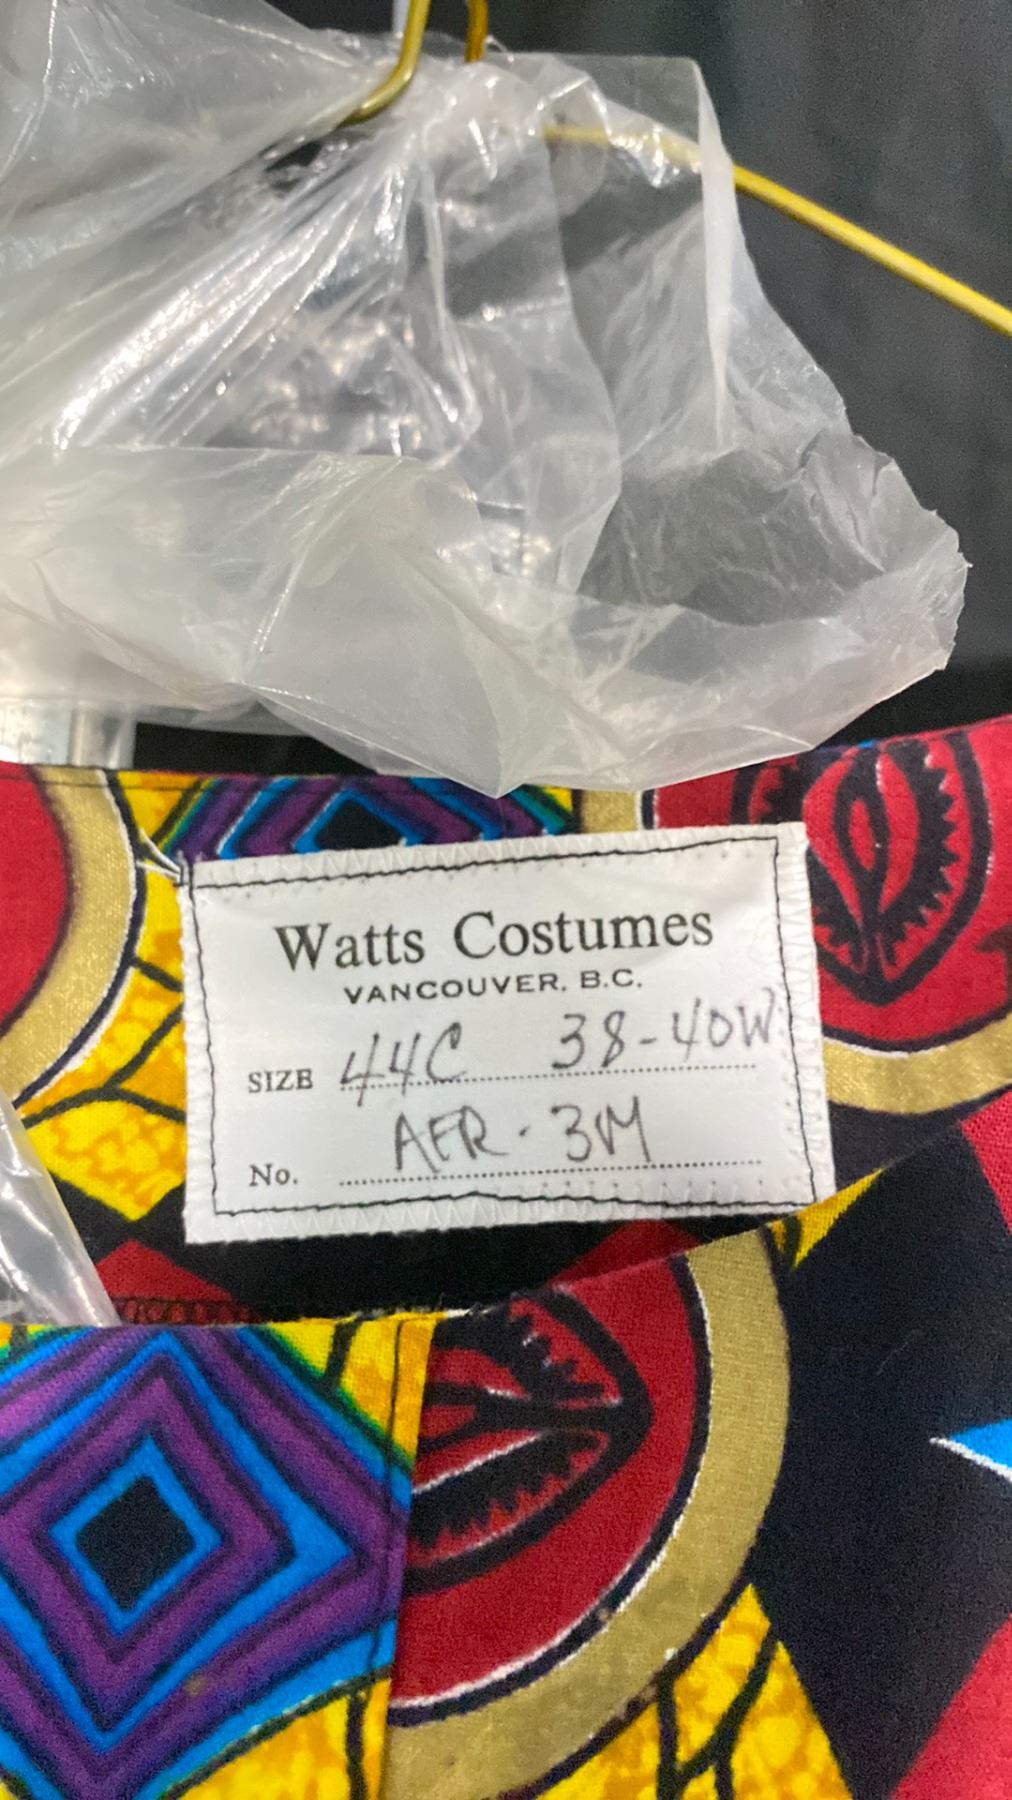 Watts Costumes
VANCOUVER, B.C.
SIZE 44C 38-40W
No. AFR - 3M